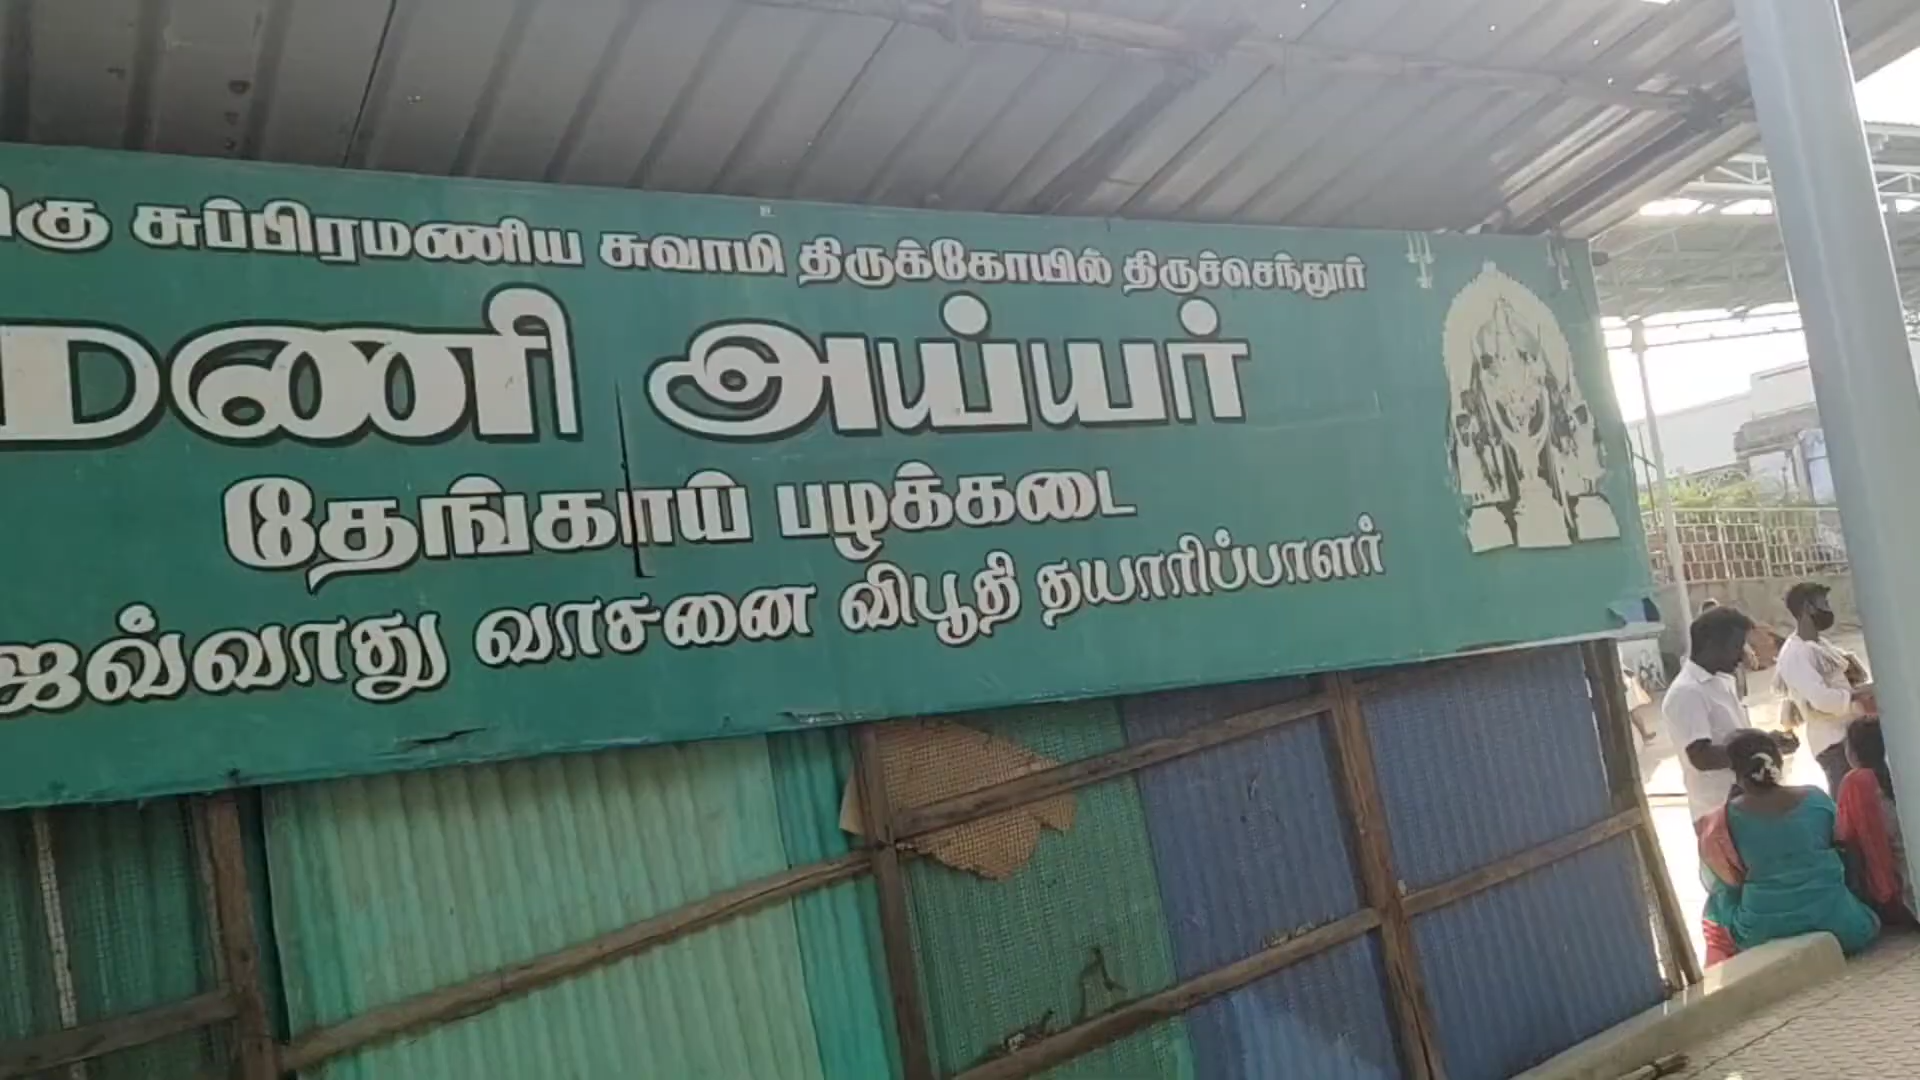 சுப்பிரமணிய சுவாமி திருக்கோயில் திருச்செந்தூர்
மணி அய்யர்
தேங்காய் பழக்கடை
ஜவ்வாது வாசனை விபூதி தயாரிப்பாளர்